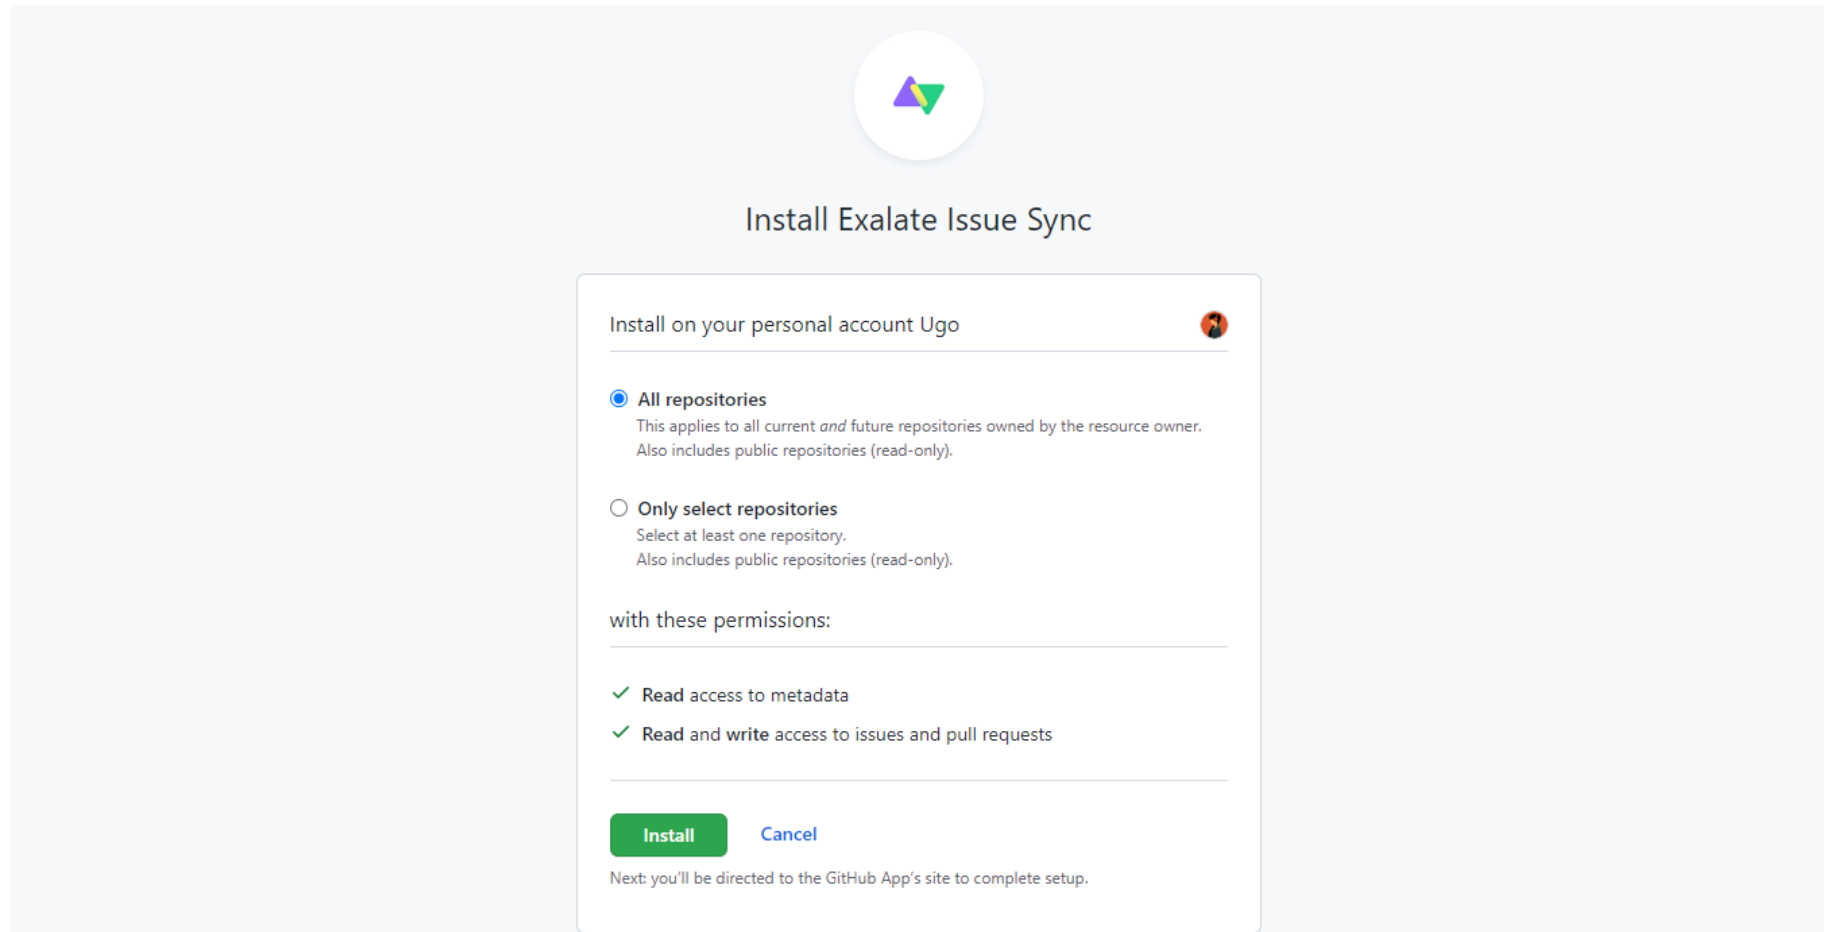 Install Exalate Issue Sync
Install on your personal account Ugo
All repositories
This applies to all current and future repositories owned by the resource owner.
Also includes public repositories (read-only).
Only select repositories
Select at least one repository.
Also includes public repositories (read-only).
with these permissions:
Read access to metadata
Read and write access to issues and pull requests
Install Cancel
Next: you'll be directed to the GitHub App's site to complete setup.